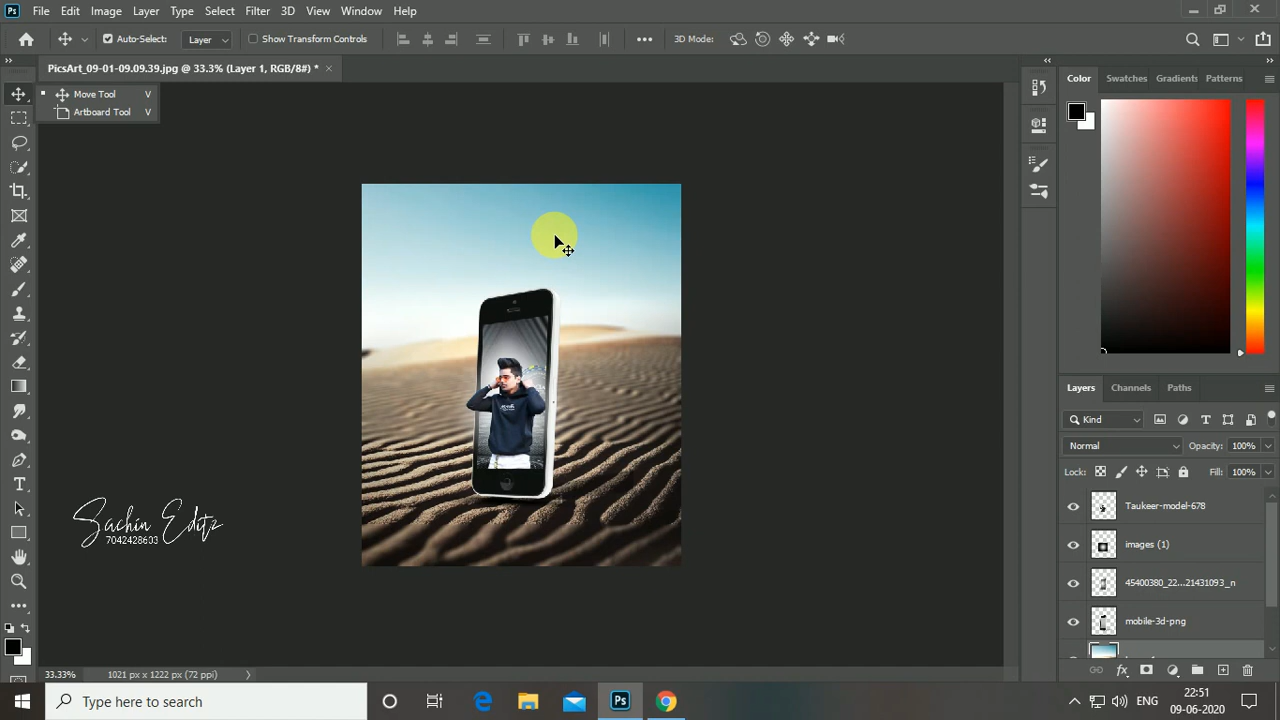 Ps File Edit Image Layer Type Select Filter 3D View Window Help
Auto-Select: Layer Show Transform Controls 3D Mode:
PicsArt_09-01-09.09.39.jpg @ 33.3% (Layer 1, RGB/8#) *
Move Tool V
Artboard Tool V
Color Swatches Gradients Patterns
Layers Channels Paths
Kind
Normal Opacity: 100%
Lock: Fill: 100%
Taukeer-model-678
images (1)
45400380_22...21431093_n
mobile-3d-png
Sachin Editz
7042428603
33.33% 1021 px x 1222 px (72 ppi)
Type here to search
Ps
ENG
22:51
09-06-2020